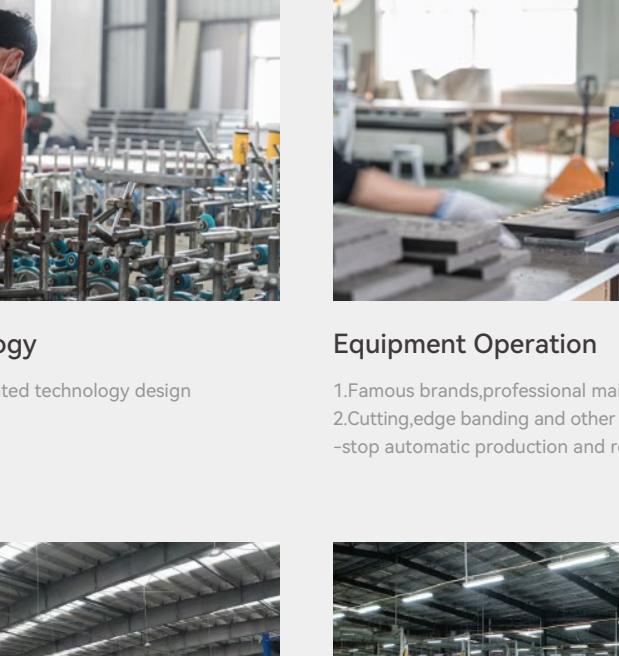 ogy
ted technology design
Equipment Operation
1.Famous brands,professional mai
2.Cutting,edge banding and other
-stop automatic production and r